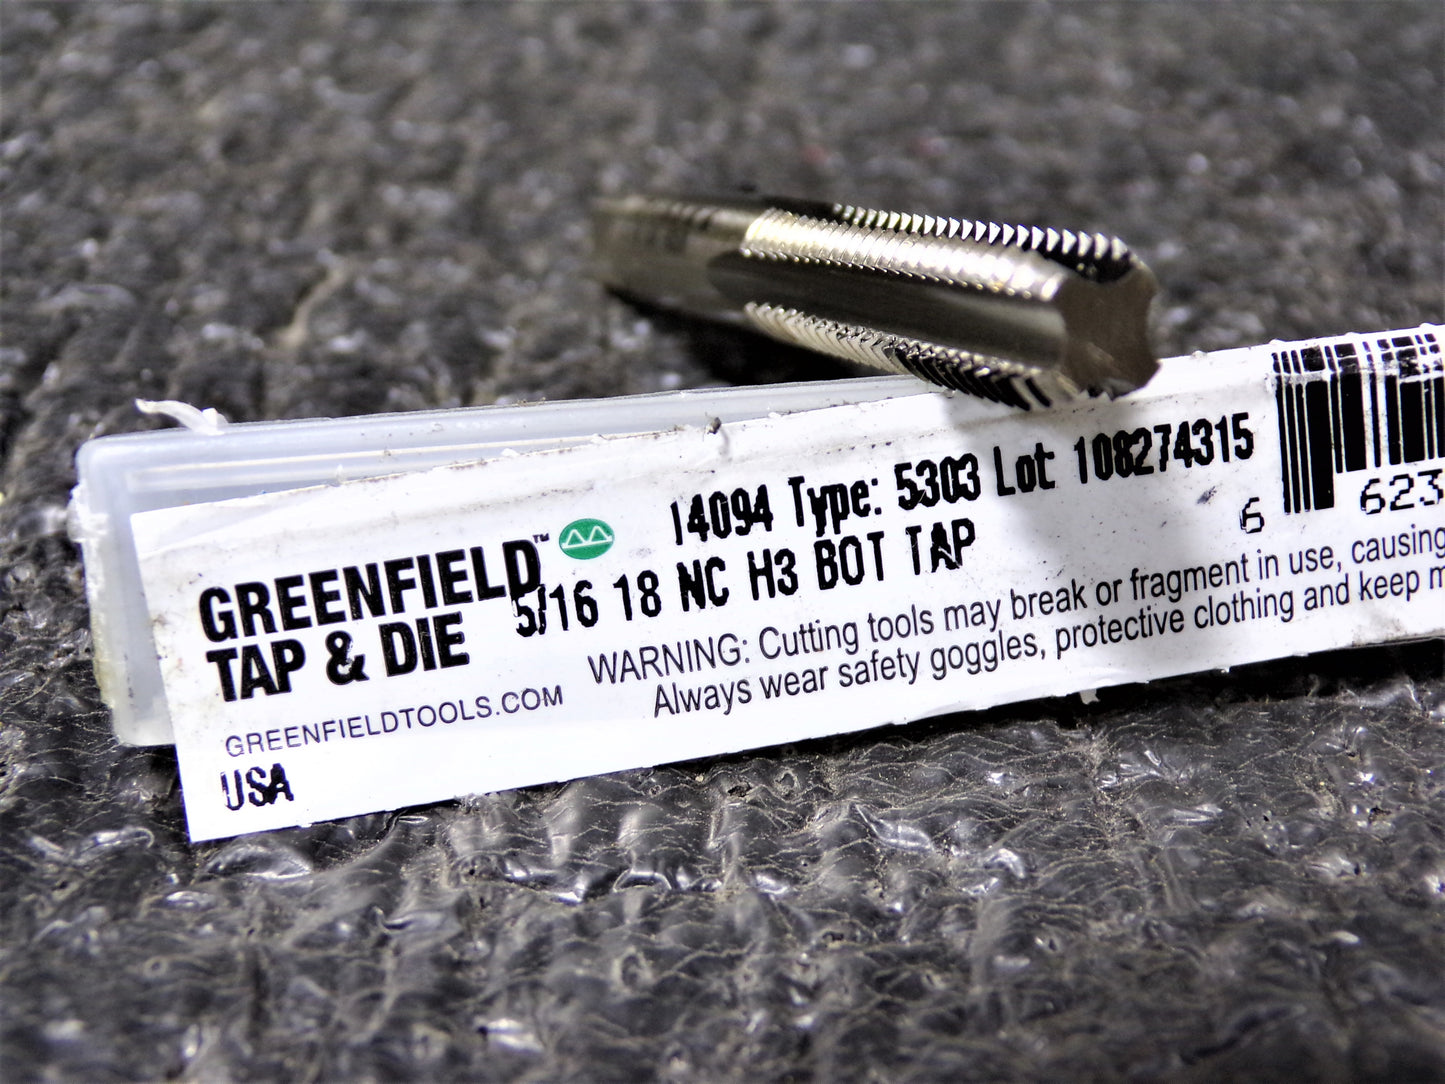 GREENFIELD™
TAP & DIE
GREENFIELDTOOLS.COM
USA
14094 Type: 5303 Lot: 108274315
5/16 18 NC H3 BOT TAP
WARNING: Cutting tools may break or fragment in use, causing
Always wear safety goggles, protective clothing and keep
6 623